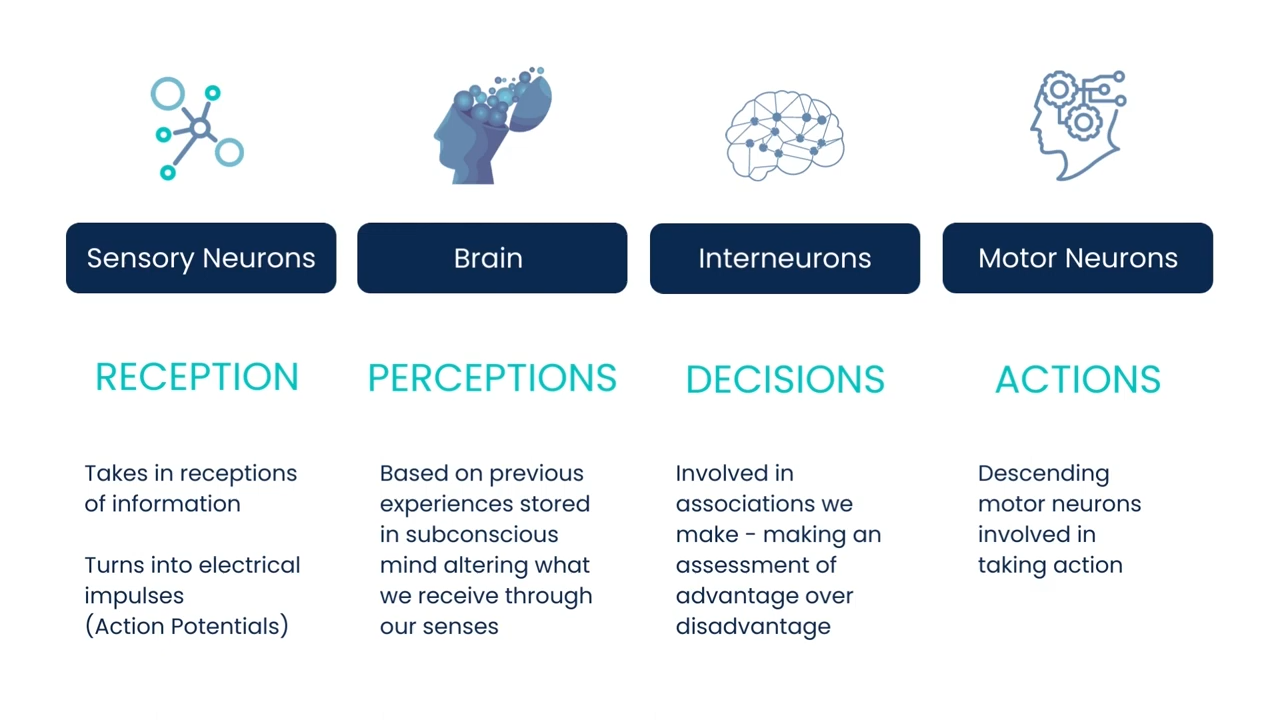 Sensory Neurons
Brain
Interneurons
Motor Neurons
RECEPTION
PERCEPTIONS
DECISIONS
ACTIONS
Takes in receptions
of information
Turns into electrical
impulses
(Action Potentials)
Based on previous
experiences stored
in subconscious
mind altering what
we receive through
our senses
Involved in
associations we
make - making an
assessment of
advantage over
disadvantage
Descending
motor neurons
involved in
taking action